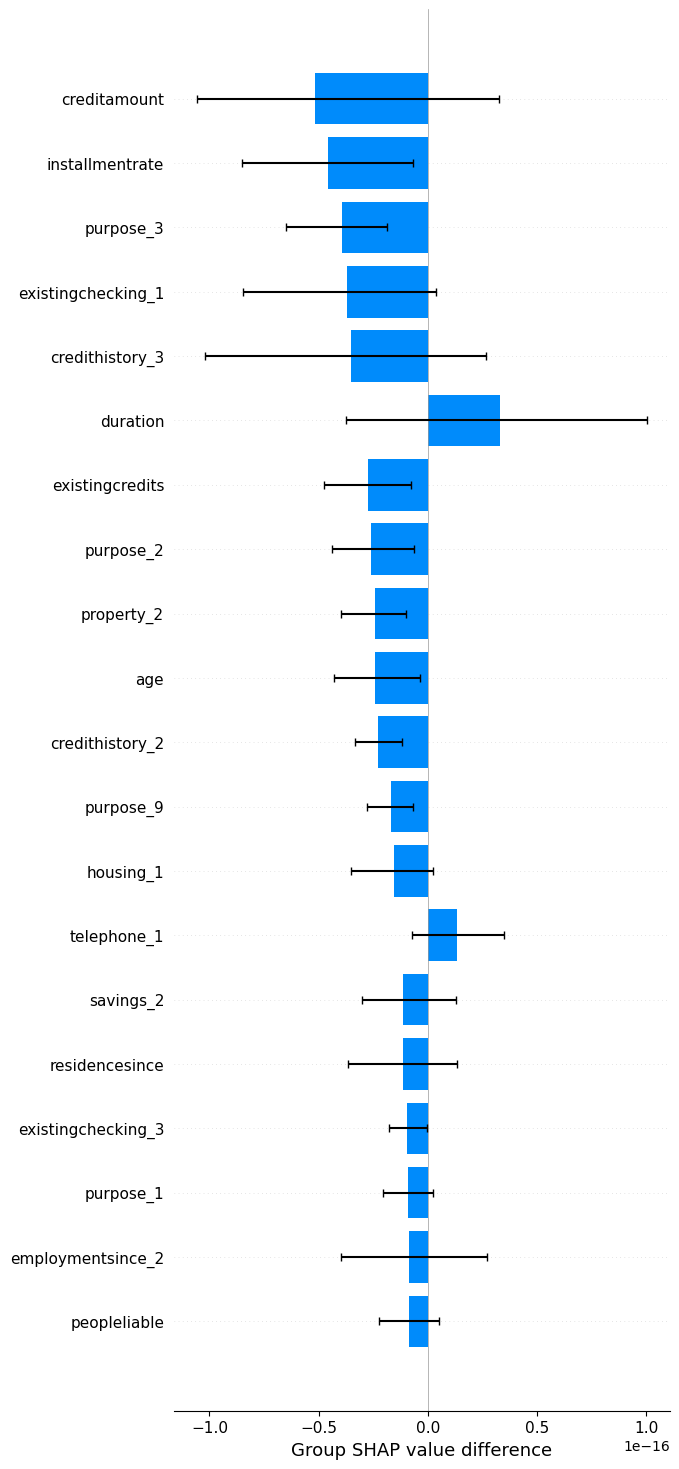 creditamount
installmentrate
purpose_3
existingchecking_1
credithistory_3
duration
existingcredits
purpose_2
property_2
age
credithistory_2
purpose_9
housing_1
telephone_1
savings_2
residencesince
existingchecking_3
purpose_1
employmentsince_2
peopleliable
−1.0 −0.5 0.0 0.5 1.0
1e−16
Group SHAP value difference